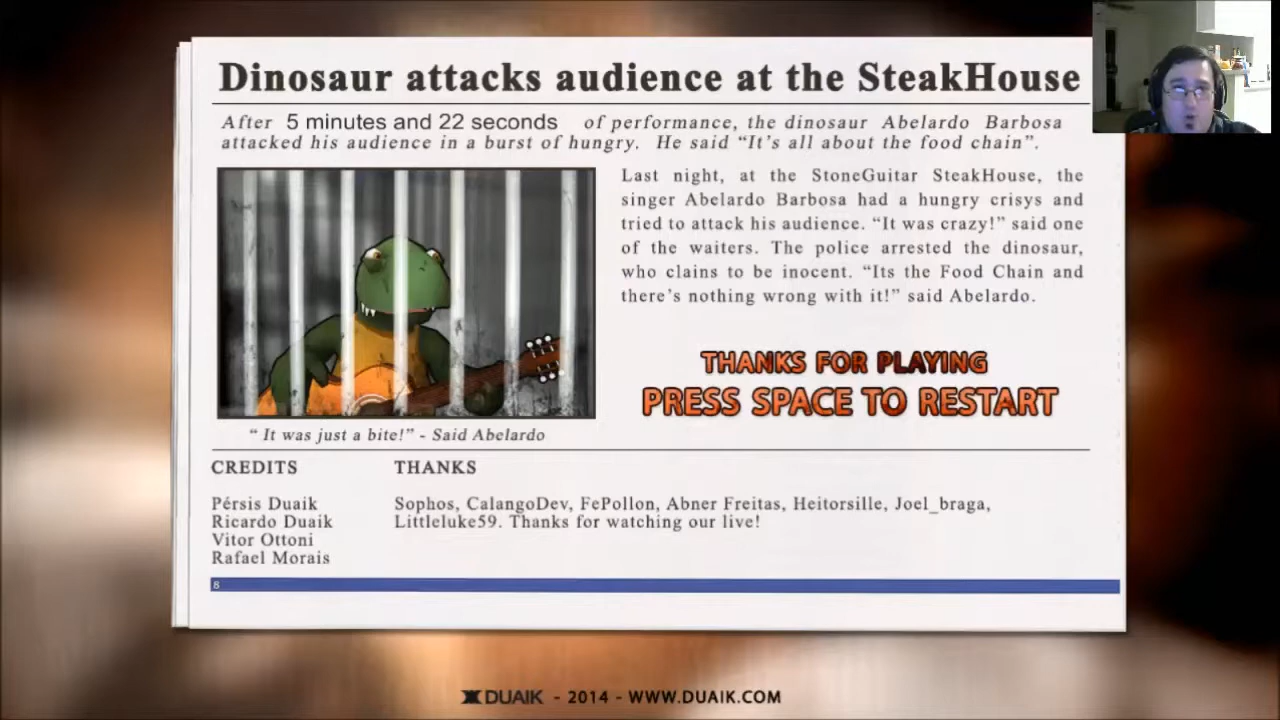 Dinosaur attacks audience at the SteakHouse
After 5 minutes and 22 seconds of performance, the dinosaur Abelardo Barbosa
attacked his audience in a burst of hungry. He said “It's all about the food chain”.
Last night, at the StoneGuitar SteakHouse, the
singer Abelardo Barbosa had a hungry crisys and
tried to attack his audience. “It was crazy!” said one
of the waiters. The police arrested the dinosaur,
who clains to be inocent. “Its the Food Chain and
there's nothing wrong with it!” said Abelardo.
THANKS FOR PLAYING
PRESS SPACE TO RESTART
“ It was just a bite!” - Said Abelardo
CREDITS
Pérsis Duaik
Ricardo Duaik
Vitor Ottoni
Rafael Morais
THANKS
Sophos, CalangoDev, FePollon, Abner Freitas, Heitorsille, Joel_braga,
Littleluke59. Thanks for watching our live!
8
DUAIK - 2014 - WWW.DUAIK.COM